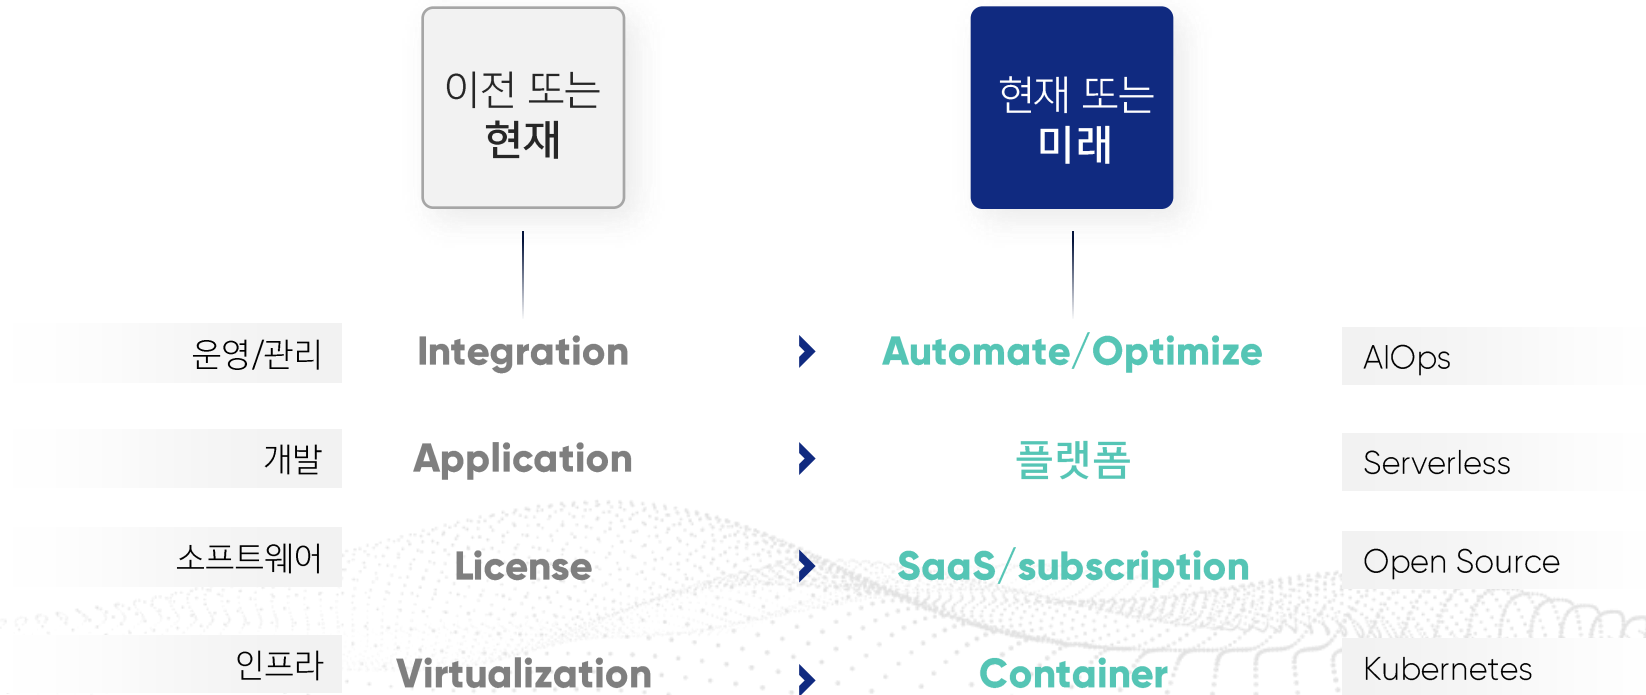 이전 또는
현재
현재 또는
미래
운영/관리
Integration
Automate/Optimize
AIOps
개발
Application
플랫폼
Serverless
소프트웨어
License
SaaS/subscription
Open Source
인프라
Virtualization
Container
Kubernetes